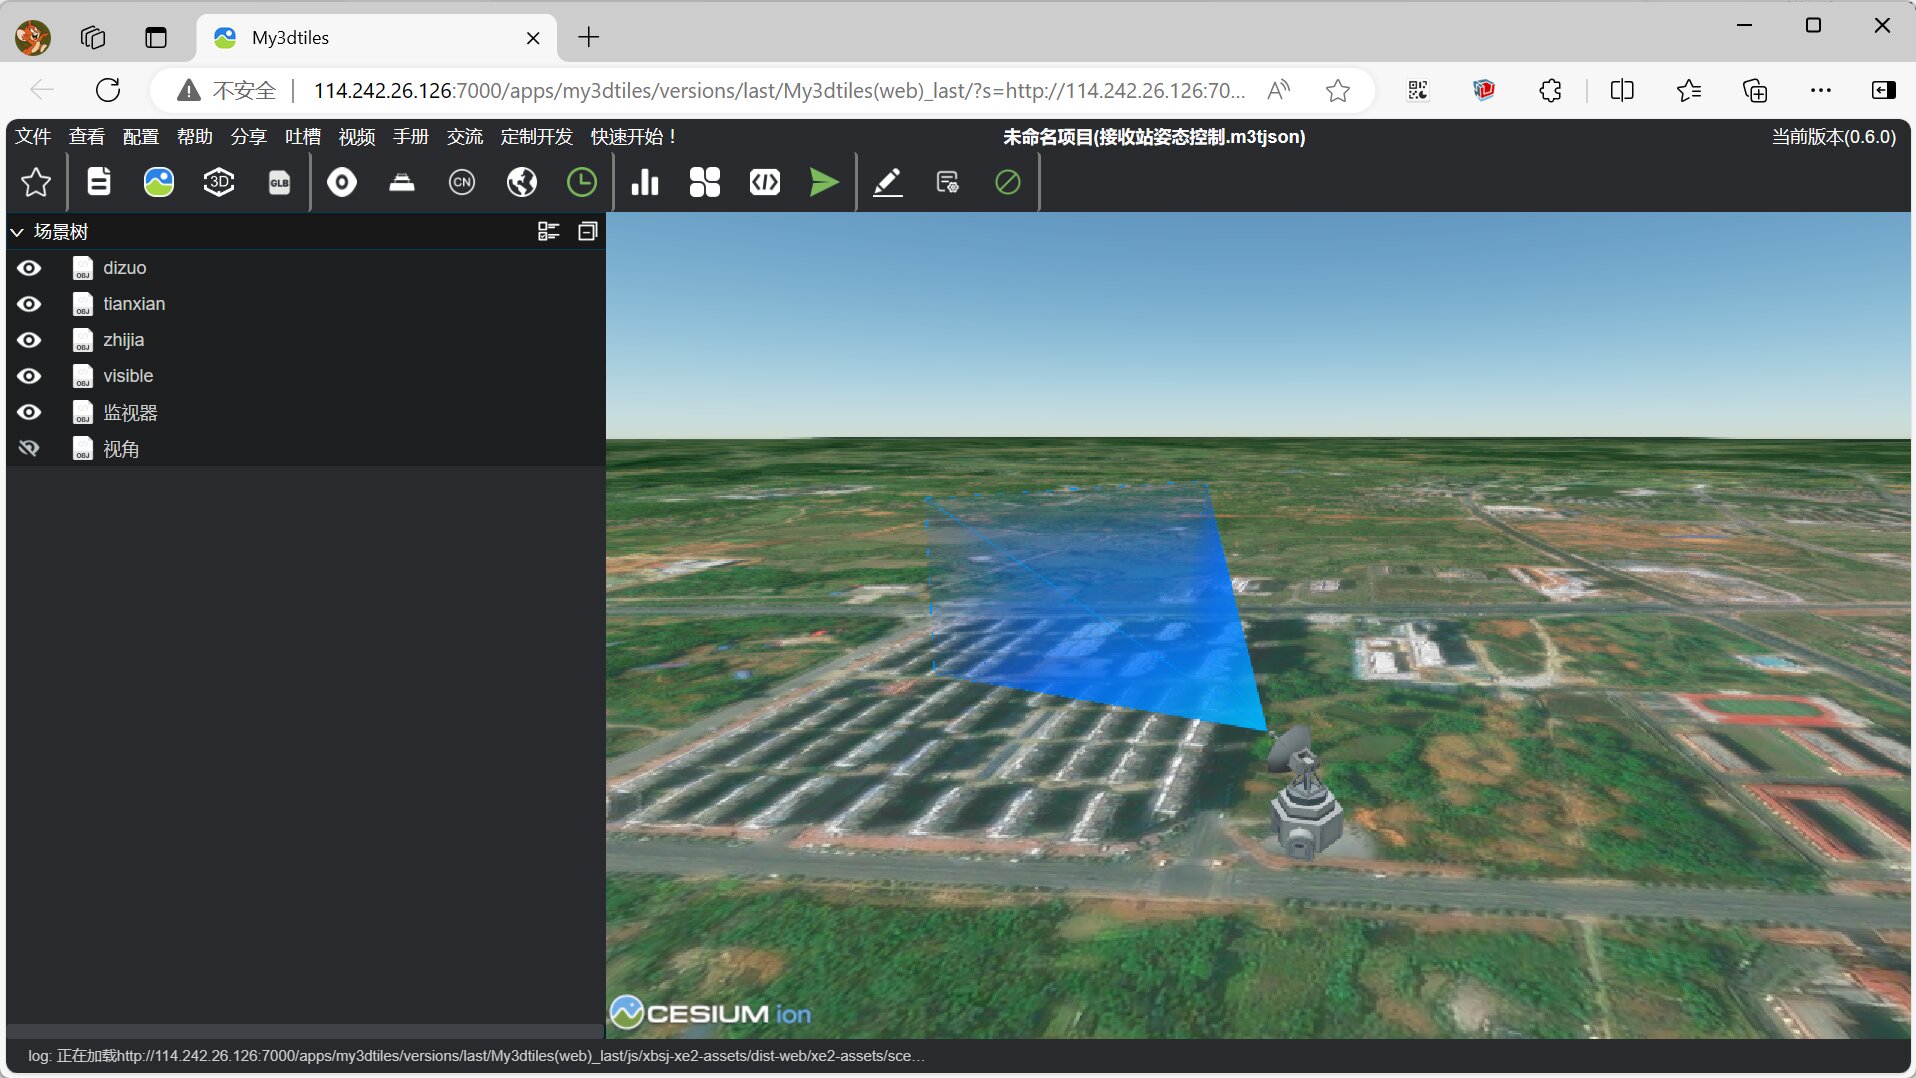 My3dtiles
不安全 114.242.26.126:7000/apps/my3dtiles/versions/last/My3dtiles(web)_last/?s=http://114.242.26.126:70...
文件 查看 配置 帮助 分享 吐槽 视频 手册 交流 定制开发 快速开始！ 未命名项目(接收站姿态控制.m3tjson) 当前版本(0.6.0)
3D GLB CN
场景树
OBJ dizuo
OBJ tianxian
OBJ zhijia
OBJ visible
OBJ 监视器
OBJ 视角
CESIUM ion
log: 正在加载http://114.242.26.126:7000/apps/my3dtiles/versions/last/My3dtiles(web)_last/js/xbsj-xe2-assets/dist-web/xe2-assets/sce...